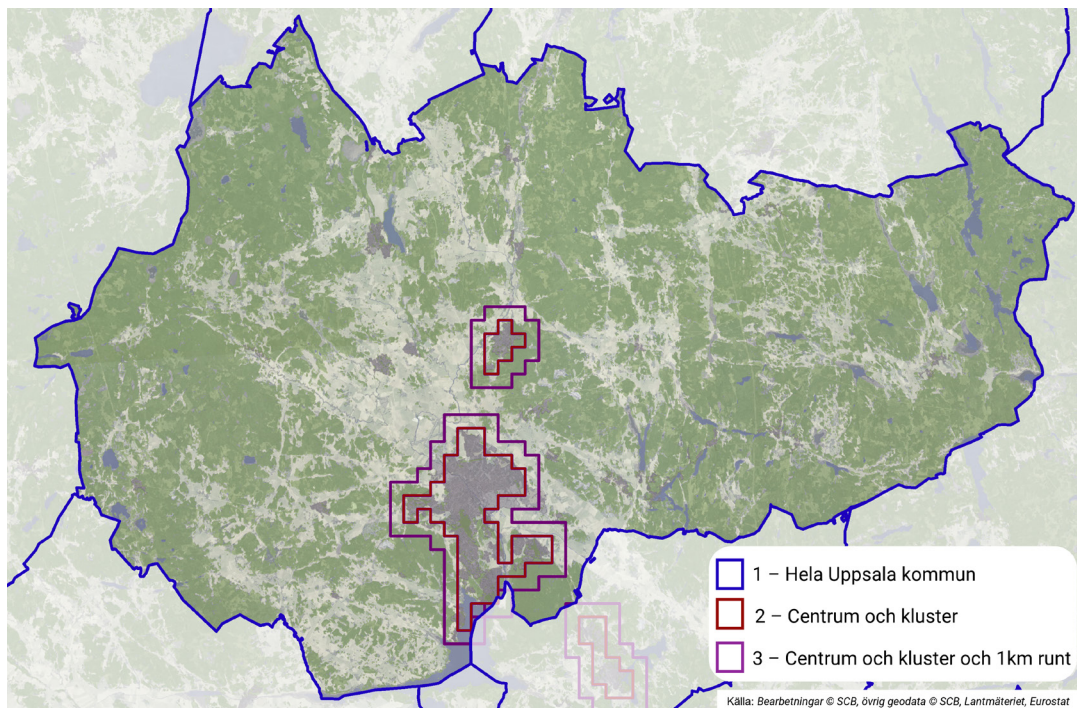 1 – Hela Uppsala kommun
2 – Centrum och kluster
3 – Centrum och kluster och 1km runt
Källa: Bearbetningar © SCB, övrig geodata © SCB, Lantmäteriet, Eurostat